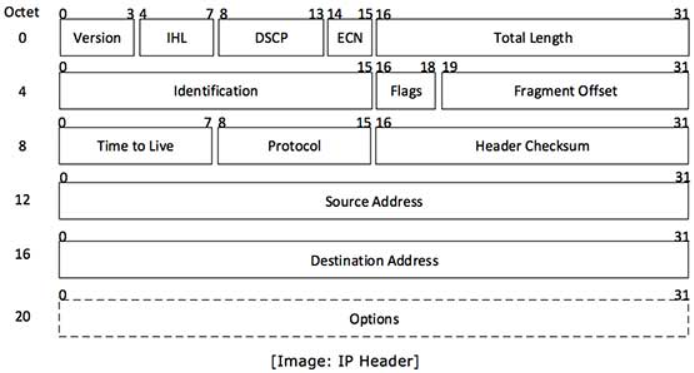 Octet 0 3 4 7 8 13 14 15 16 31
0 Version IHL DSCP ECN Total Length
0 15 16 18 19 31
4 Identification Flags Fragment Offset
0 7 8 15 16 31
8 Time to Live Protocol Header Checksum
0 31
12 Source Address
0 31
16 Destination Address
0 31
20 Options
[Image: IP Header]